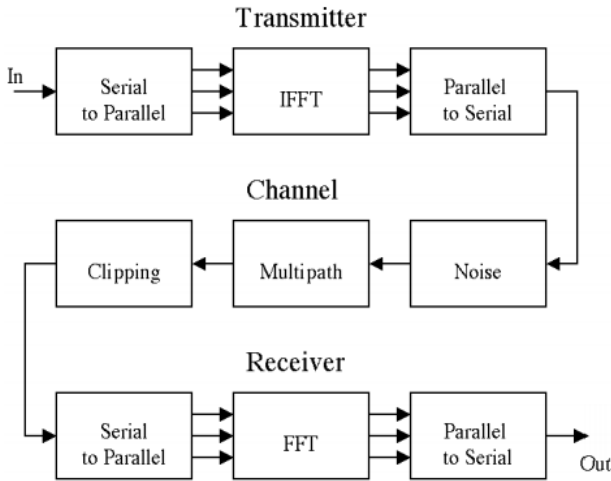 Transmitter
In
Serial
to Parallel
IFFT
Parallel
to Serial
Channel
Clipping
Multipath
Noise
Receiver
Serial
to Parallel
FFT
Parallel
to Serial
Out